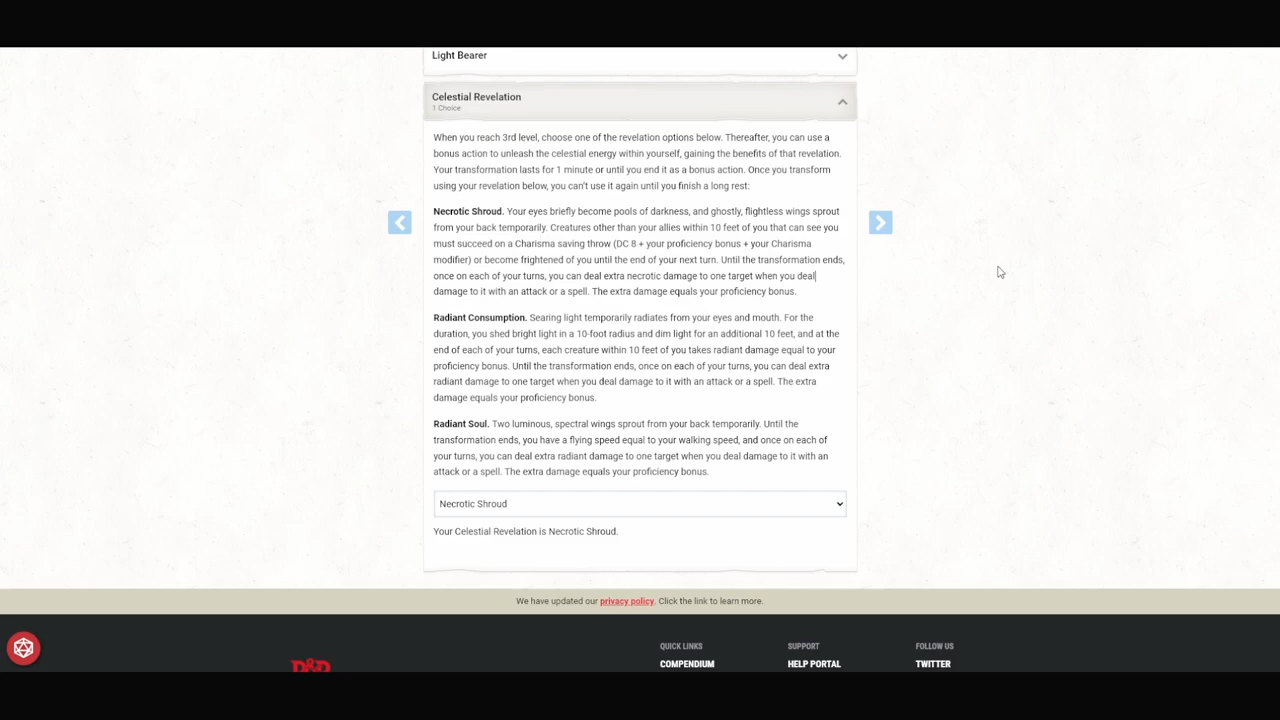 Light Bearer
Celestial Revelation
1 Choice
When you reach 3rd level, choose one of the revelation options below. Thereafter, you can use a
bonus action to unleash the celestial energy within yourself, gaining the benefits of that revelation.
Your transformation lasts for 1 minute or until you end it as a bonus action. Once you transform
using your revelation below, you can't use it again until you finish a long rest:
Necrotic Shroud. Your eyes briefly become pools of darkness, and ghostly, flightless wings sprout
from your back temporarily. Creatures other than your allies within 10 feet of you that can see you
must succeed on a Charisma saving throw (DC 8 + your proficiency bonus + your Charisma
modifier) or become frightened of you until the end of your next turn. Until the transformation ends,
once on each of your turns, you can deal extra necrotic damage to one target when you deal
damage to it with an attack or a spell. The extra damage equals your proficiency bonus.
Radiant Consumption. Searing light temporarily radiates from your eyes and mouth. For the
duration, you shed bright light in a 10-foot radius and dim light for an additional 10 feet, and at the
end of each of your turns, each creature within 10 feet of you takes radiant damage equal to your
proficiency bonus. Until the transformation ends, once on each of your turns, you can deal extra
radiant damage to one target when you deal damage to it with an attack or a spell. The extra
damage equals your proficiency bonus.
Radiant Soul. Two luminous, spectral wings sprout from your back temporarily. Until the
transformation ends, you have a flying speed equal to your walking speed, and once on each of
your turns, you can deal extra radiant damage to one target when you deal damage to it with an
attack or a spell. The extra damage equals your proficiency bonus.
Necrotic Shroud
Your Celestial Revelation is Necrotic Shroud.
We have updated our privacy policy. Click the link to learn more.
D&D
QUICK LINKS
COMPENDIUM
SUPPORT
HELP PORTAL
FOLLOW US
TWITTER